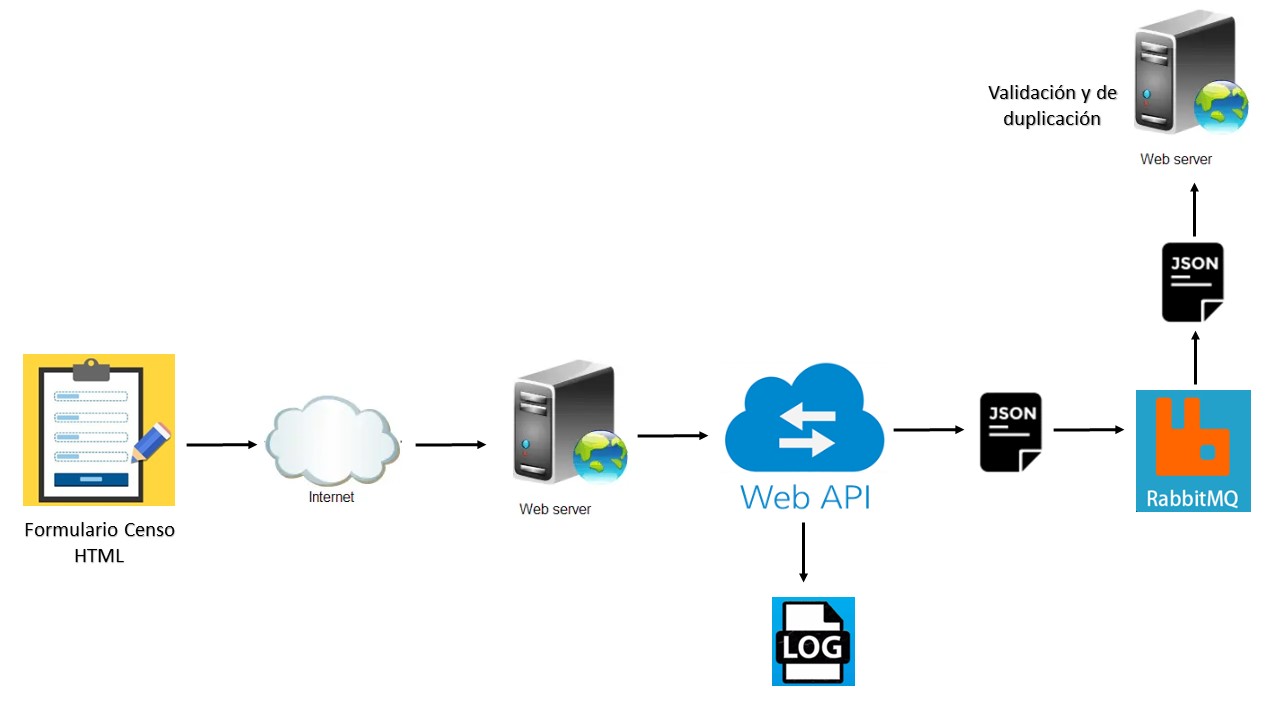 Validación y de
duplicación
Web server
JSON
JSON
Internet
Web server
Web API
RabbitMQ
Formulario Censo
HTML
LOG